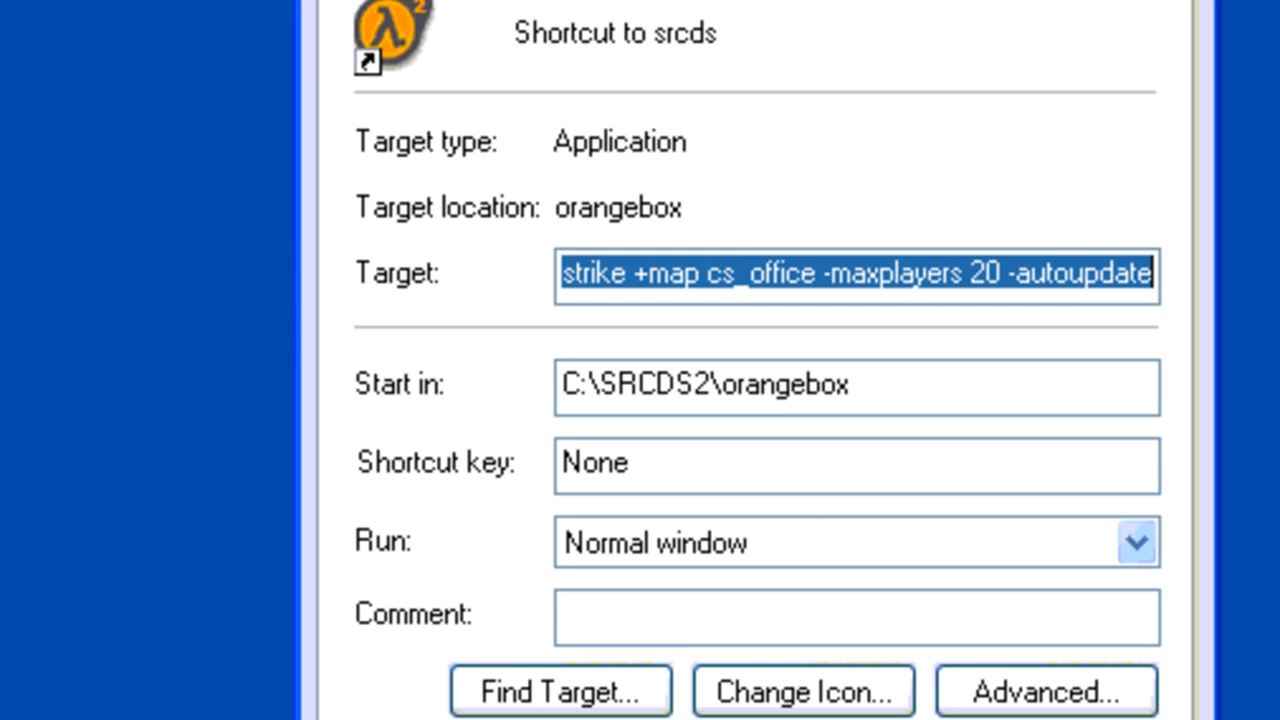 2
λ
Shortcut to srcds
Target type: Application
Target location: orangebox
Target: strike +map cs_office -maxplayers 20 -autoupdate
Start in: C:\SRCDS2\orangebox
Shortcut key: None
Run: Normal window
Comment:
Find Target... Change Icon... Advanced...